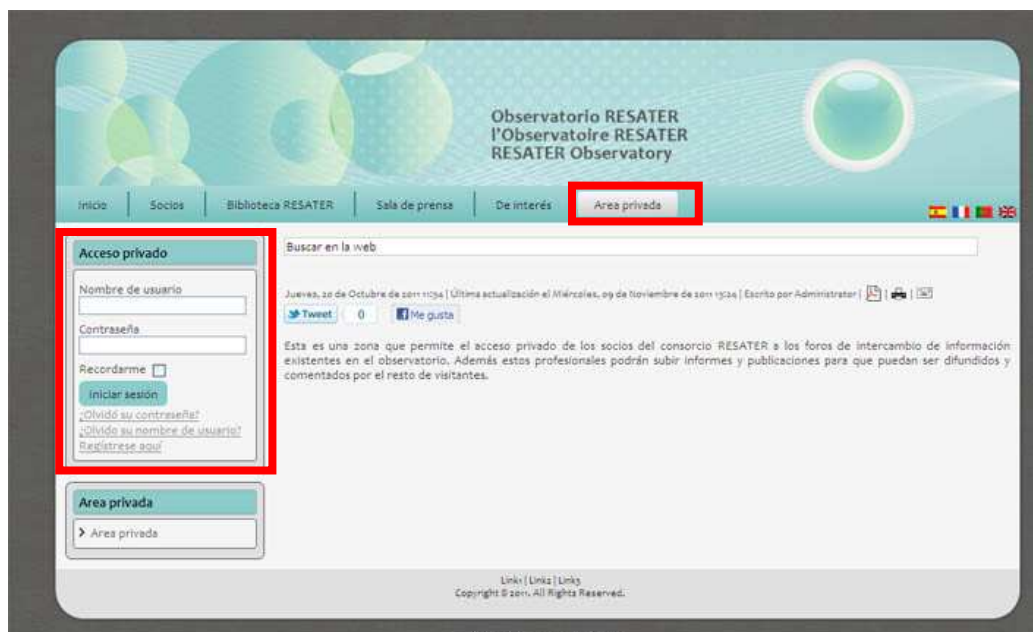 Observatorio RESATER
l'Observatoire RESATER
RESATER Observatory
Inicio
Socios
Biblioteca RESATER
Sala de prensa
De interés
Area privada
Acceso privado
Nombre de usuario
Contraseña
Recordarme
Iniciar sesión
¿Olvidó su contraseña?
¿Olvido su nombre de usuario?
Regístrese aquí
Area privada
Area privada
Buscar en la web
Jueves, 20 de Octubre de 2011 11:34 | Última actualización el Miércoles, 09 de Noviembre de 2011 13:24 | Escrito por Administrator | | |
Tweet 0 Me gusta
Esta es una zona que permite el acceso privado de los socios del consorcio RESATER a los foros de intercambio de información
existentes en el observatorio. Además estos profesionales podrán subir informes y publicaciones para que puedan ser difundidos y
comentados por el resto de visitantes.
Link1 | Link2 | Link3
Copyright © 2011. All Rights Reserved.